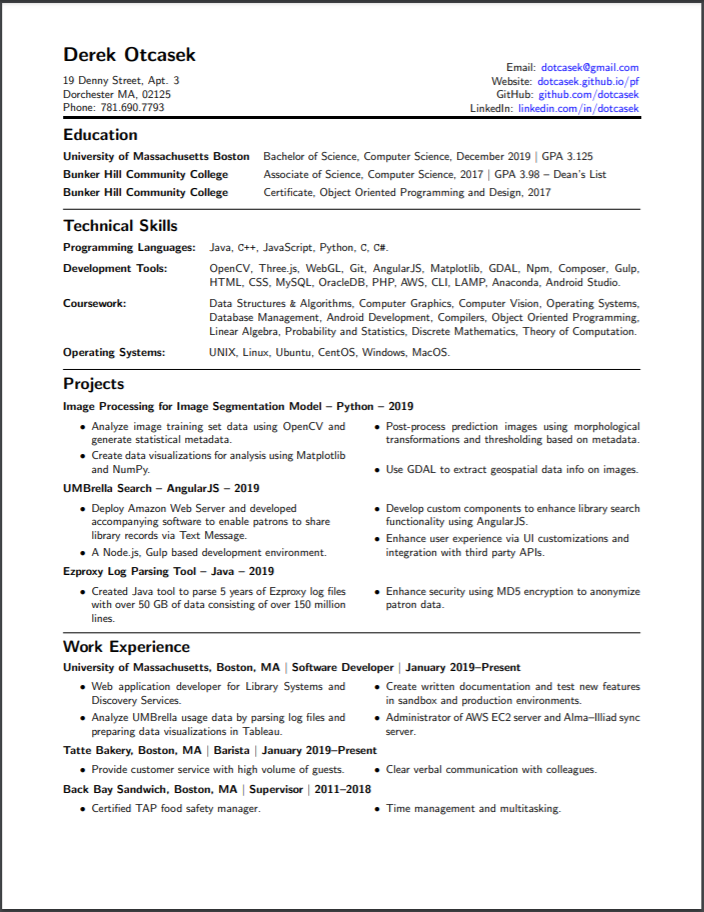 Derek Otcasek
19 Denny Street, Apt. 3
Dorchester MA, 02125
Phone: 781.690.7793
Email: dotcasek@gmail.com
Website: dotcasek.github.io/pf
GitHub: github.com/dotcasek
LinkedIn: linkedin.com/in/dotcasek
Education
University of Massachusetts Boston Bachelor of Science, Computer Science, December 2019 | GPA 3.125
Bunker Hill Community College Associate of Science, Computer Science, 2017 | GPA 3.98 – Dean's List
Bunker Hill Community College Certificate, Object Oriented Programming and Design, 2017
Technical Skills
Programming Languages: Java, C++, JavaScript, Python, C, C#.
Development Tools: OpenCV, Three.js, WebGL, Git, AngularJS, Matplotlib, GDAL, Npm, Composer, Gulp,
HTML, CSS, MySQL, OracleDB, PHP, AWS, CLI, LAMP, Anaconda, Android Studio.
Coursework: Data Structures & Algorithms, Computer Graphics, Computer Vision, Operating Systems,
Database Management, Android Development, Compilers, Object Oriented Programming,
Linear Algebra, Probability and Statistics, Discrete Mathematics, Theory of Computation.
Operating Systems: UNIX, Linux, Ubuntu, CentOS, Windows, MacOS.
Projects
Image Processing for Image Segmentation Model – Python – 2019
• Analyze image training set data using OpenCV and
generate statistical metadata.
• Create data visualizations for analysis using Matplotlib
and NumPy.
• Post-process prediction images using morphological
transformations and thresholding based on metadata.
• Use GDAL to extract geospatial data info on images.
UMBrella Search – AngularJS – 2019
• Deploy Amazon Web Server and developed
accompanying software to enable patrons to share
library records via Text Message.
• A Node.js, Gulp based development environment.
• Develop custom components to enhance library search
functionality using AngularJS.
• Enhance user experience via UI customizations and
integration with third party APIs.
Ezproxy Log Parsing Tool – Java – 2019
• Created Java tool to parse 5 years of Ezproxy log files
with over 50 GB of data consisting of over 150 million
lines.
• Enhance security using MD5 encryption to anonymize
patron data.
Work Experience
University of Massachusetts, Boston, MA | Software Developer | January 2019–Present
• Web application developer for Library Systems and
Discovery Services.
• Analyze UMBrella usage data by parsing log files and
preparing data visualizations in Tableau.
• Create written documentation and test new features
in sandbox and production environments.
• Administrator of AWS EC2 server and Alma–Illiad sync
server.
Tatte Bakery, Boston, MA | Barista | January 2019–Present
• Provide customer service with high volume of guests.
• Clear verbal communication with colleagues.
Back Bay Sandwich, Boston, MA | Supervisor | 2011–2018
• Certified TAP food safety manager.
• Time management and multitasking.